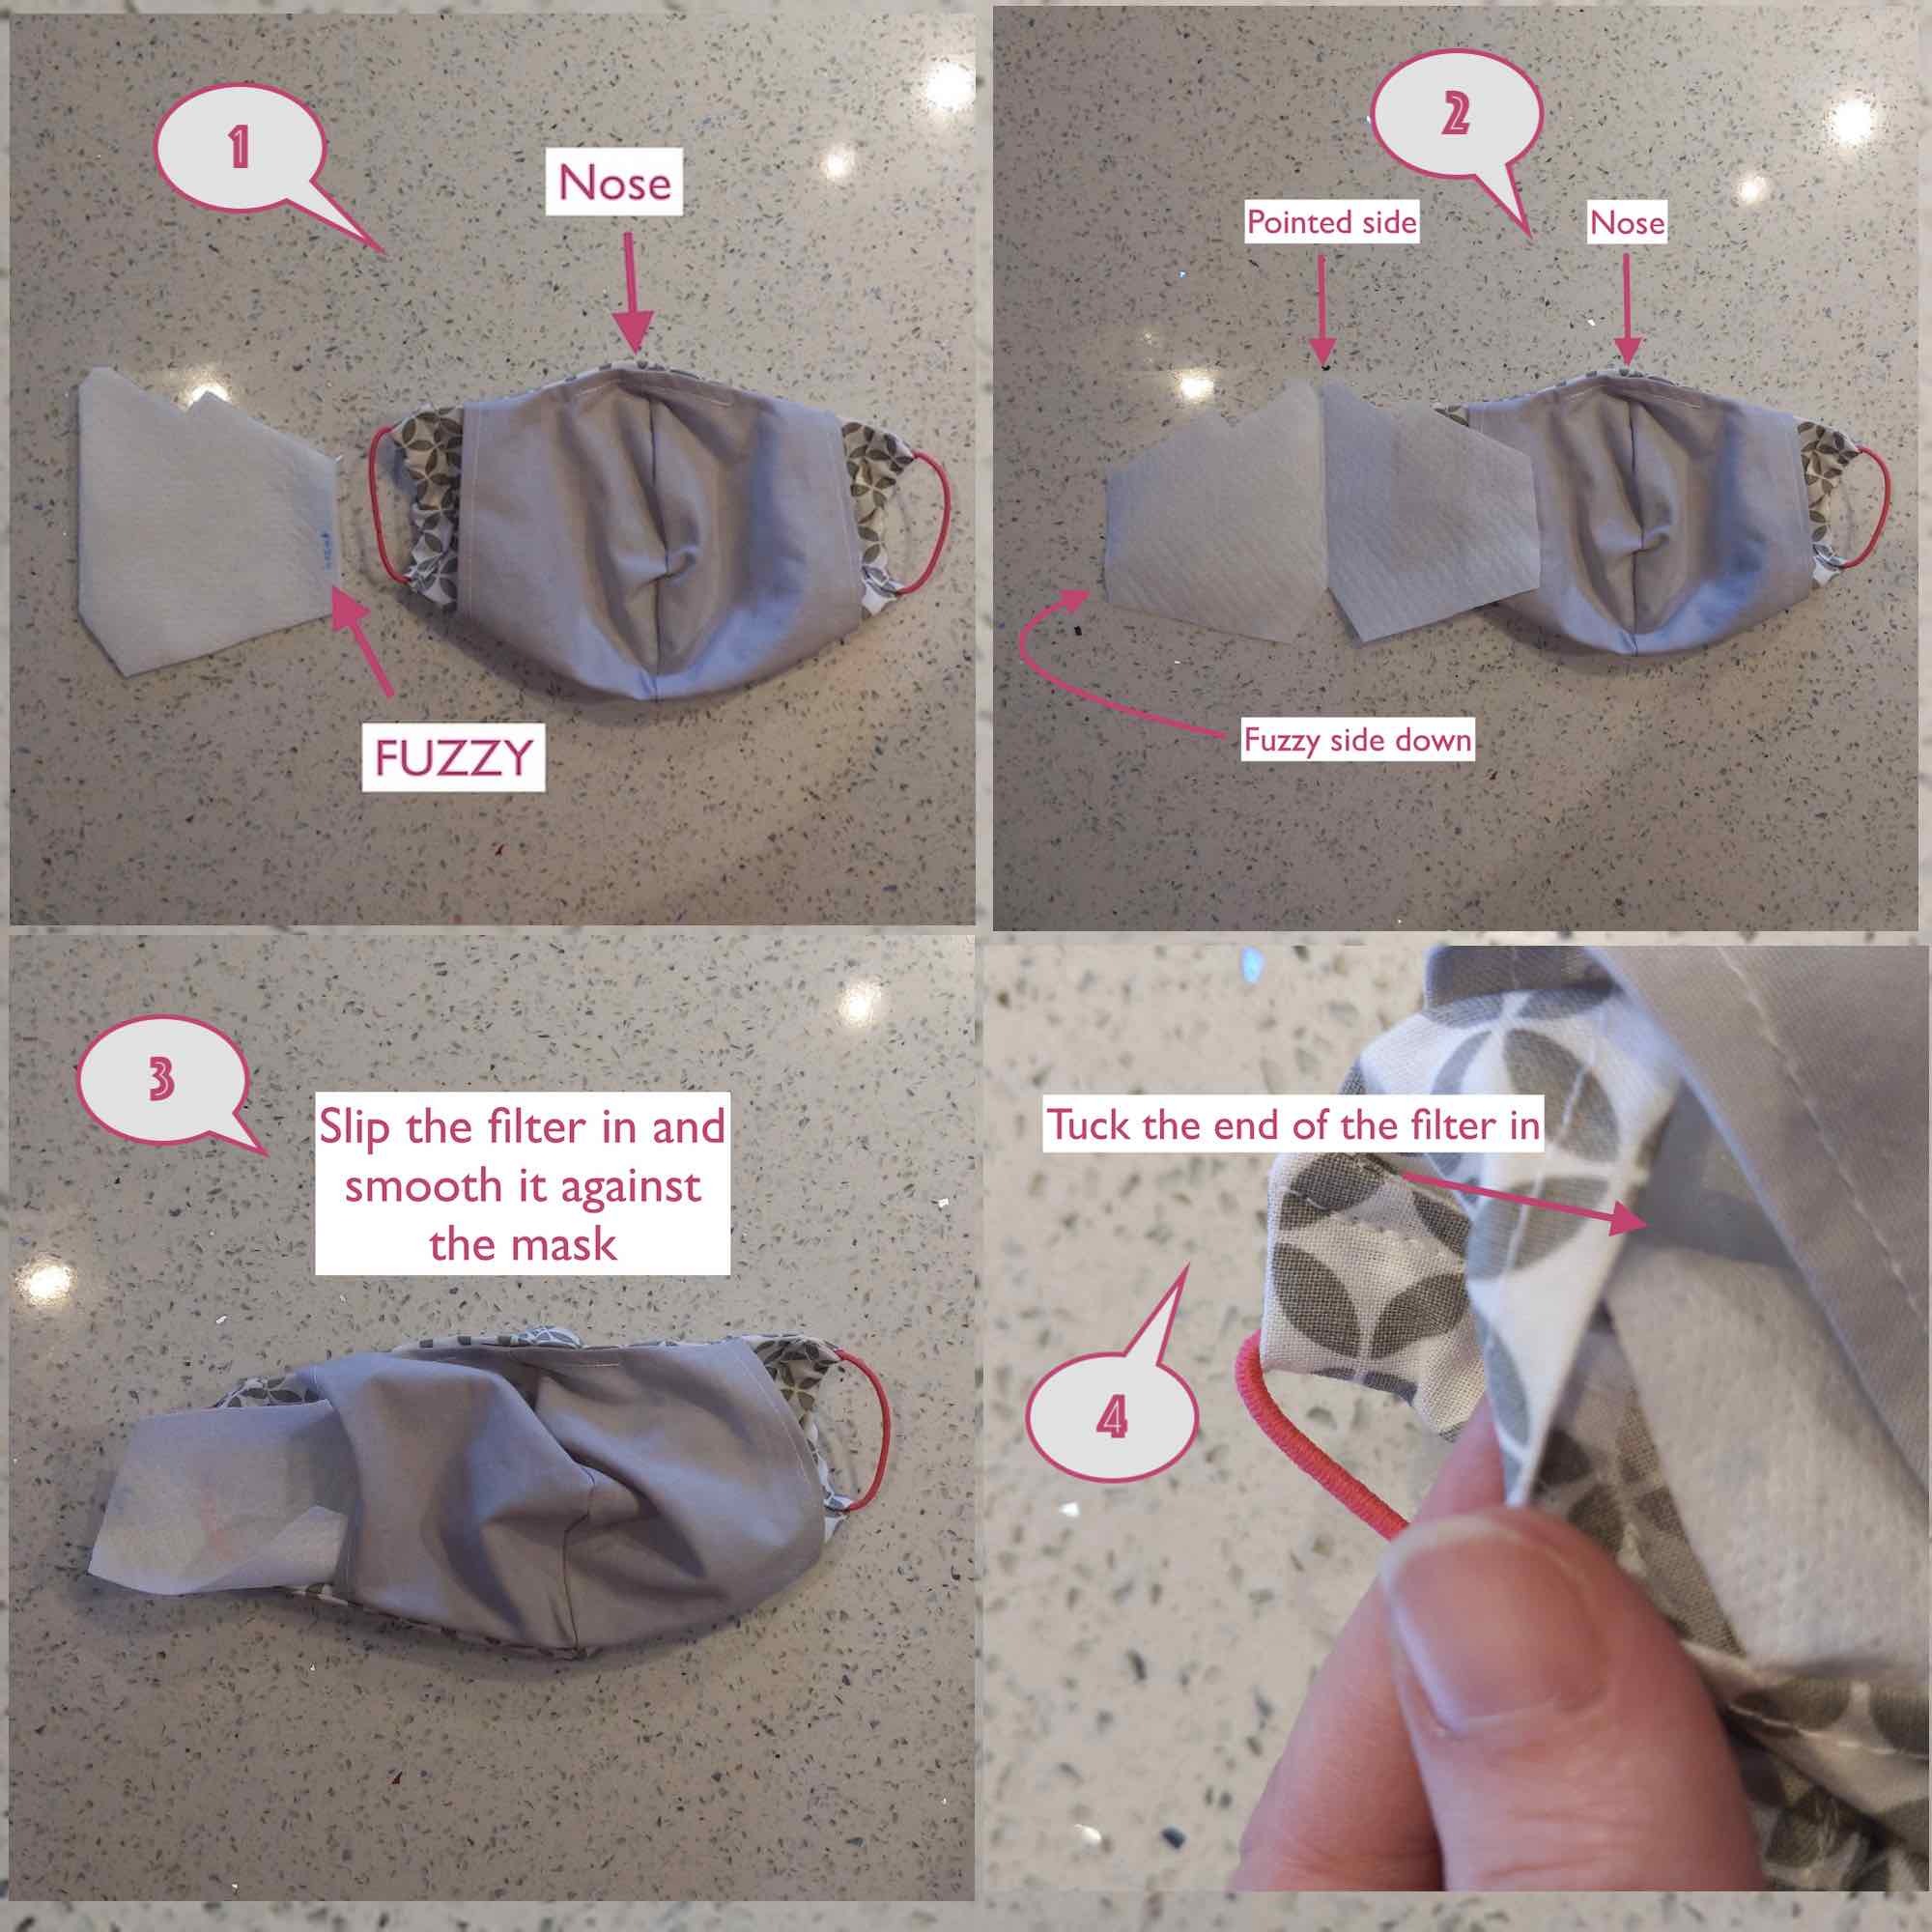 1
Nose
FUZZY
2
Pointed side
Nose
Fuzzy side down
3
Slip the filter in and
smooth it against
the mask
Tuck the end of the filter in
4